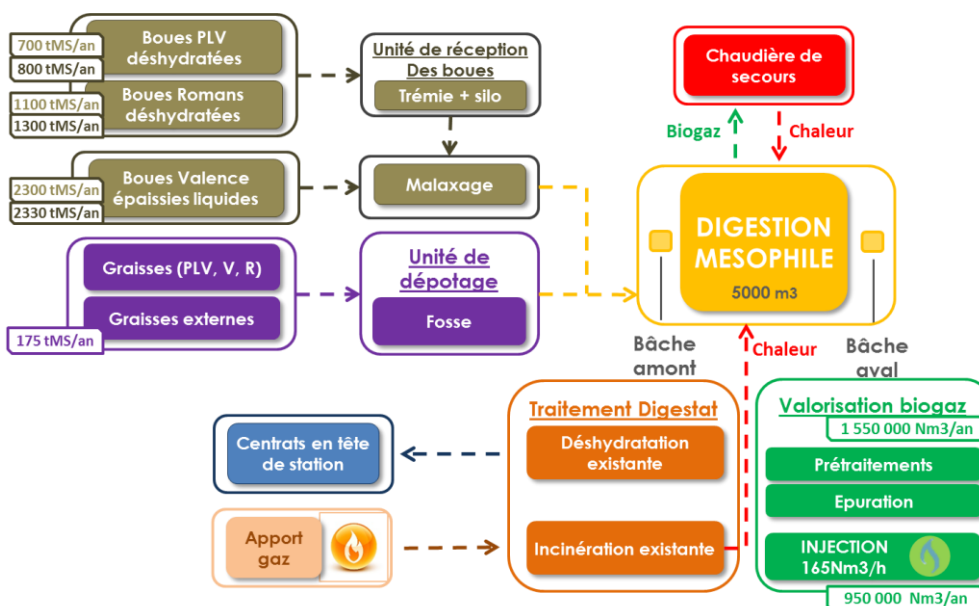 700 tMS/an
800 tMS/an
Boues PLV
déshydratées
1100 tMS/an
1300 tMS/an
Boues Romans
déshydratées
Unité de réception
Des boues
Trémie + silo
Chaudière de
secours
Biogaz
Chaleur
2300 tMS/an
2330 tMS/an
Boues Valence
épaissies liquides
Malaxage
DIGESTION
MESOPHILE
5000 m3
Graisses (PLV, V, R)
Graisses externes
175 tMS/an
Unité de
dépotage
Fosse
Bâche
amont
Chaleur
Bâche
aval
Centrats en tête
de station
Traitement Digestat
Déshydratation
existante
Valorisation biogaz
1 550 000 Nm3/an
Prétraitements
Epuration
Apport
gaz
Incinération existante
INJECTION
165Nm3/h
950 000 Nm3/an